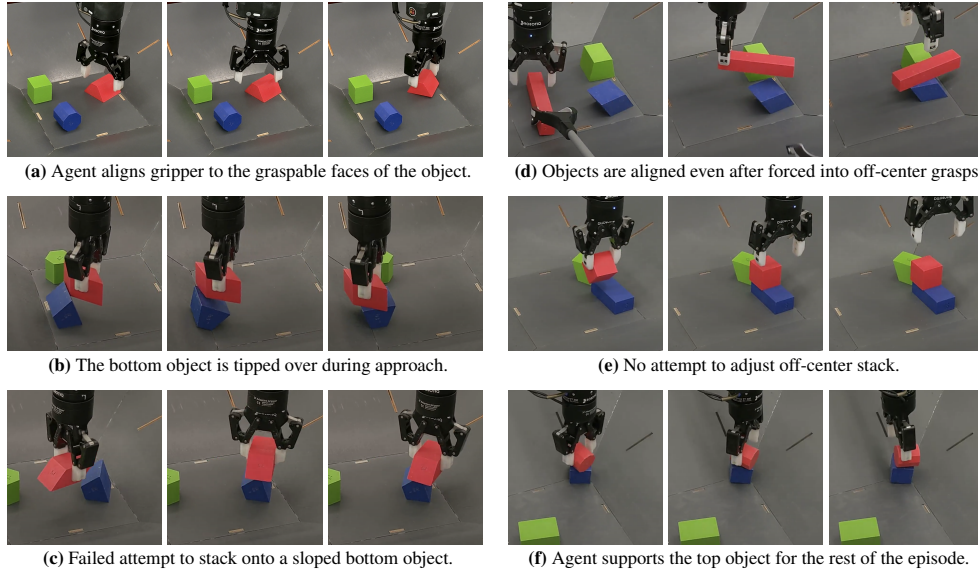 (a) Agent aligns gripper to the graspable faces of the object.
(d) Objects are aligned even after forced into off-center grasps
(b) The bottom object is tipped over during approach.
(e) No attempt to adjust off-center stack.
(c) Failed attempt to stack onto a sloped bottom object.
(f) Agent supports the top object for the rest of the episode.